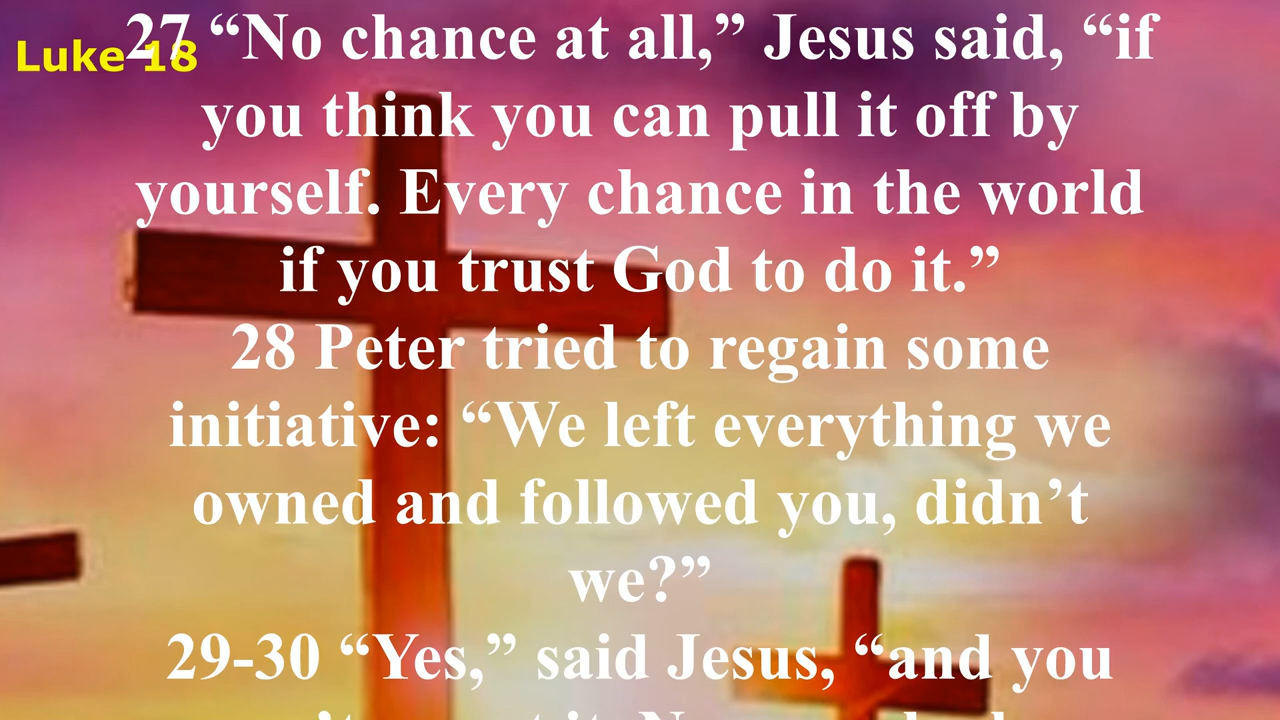 Luke 18
27 “No chance at all,” Jesus said, “if
you think you can pull it off by
yourself. Every chance in the world
if you trust God to do it.”
28 Peter tried to regain some
initiative: “We left everything we
owned and followed you, didn’t
we?”
29-30 “Yes,” said Jesus, “and you